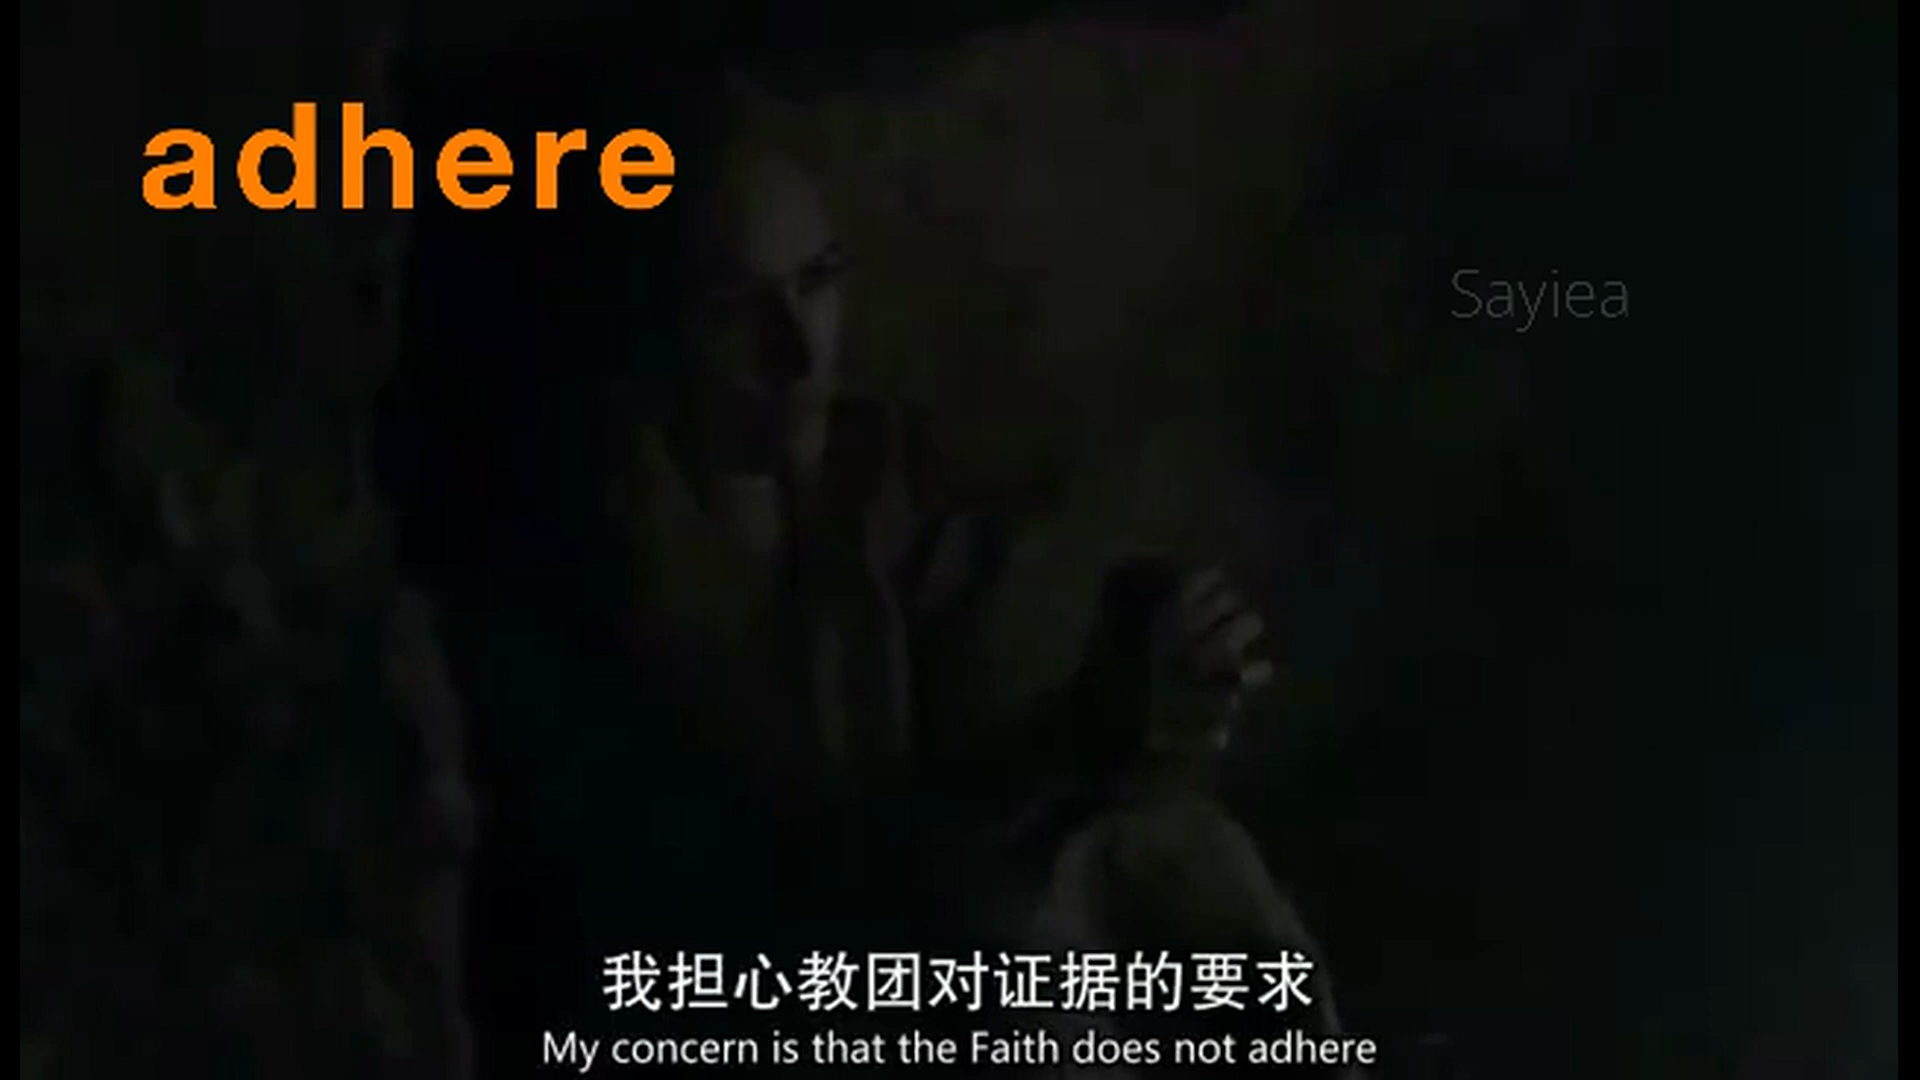 adhere
Sayiea
我担心教团对证据的要求
My concern is that the Faith does not adhere